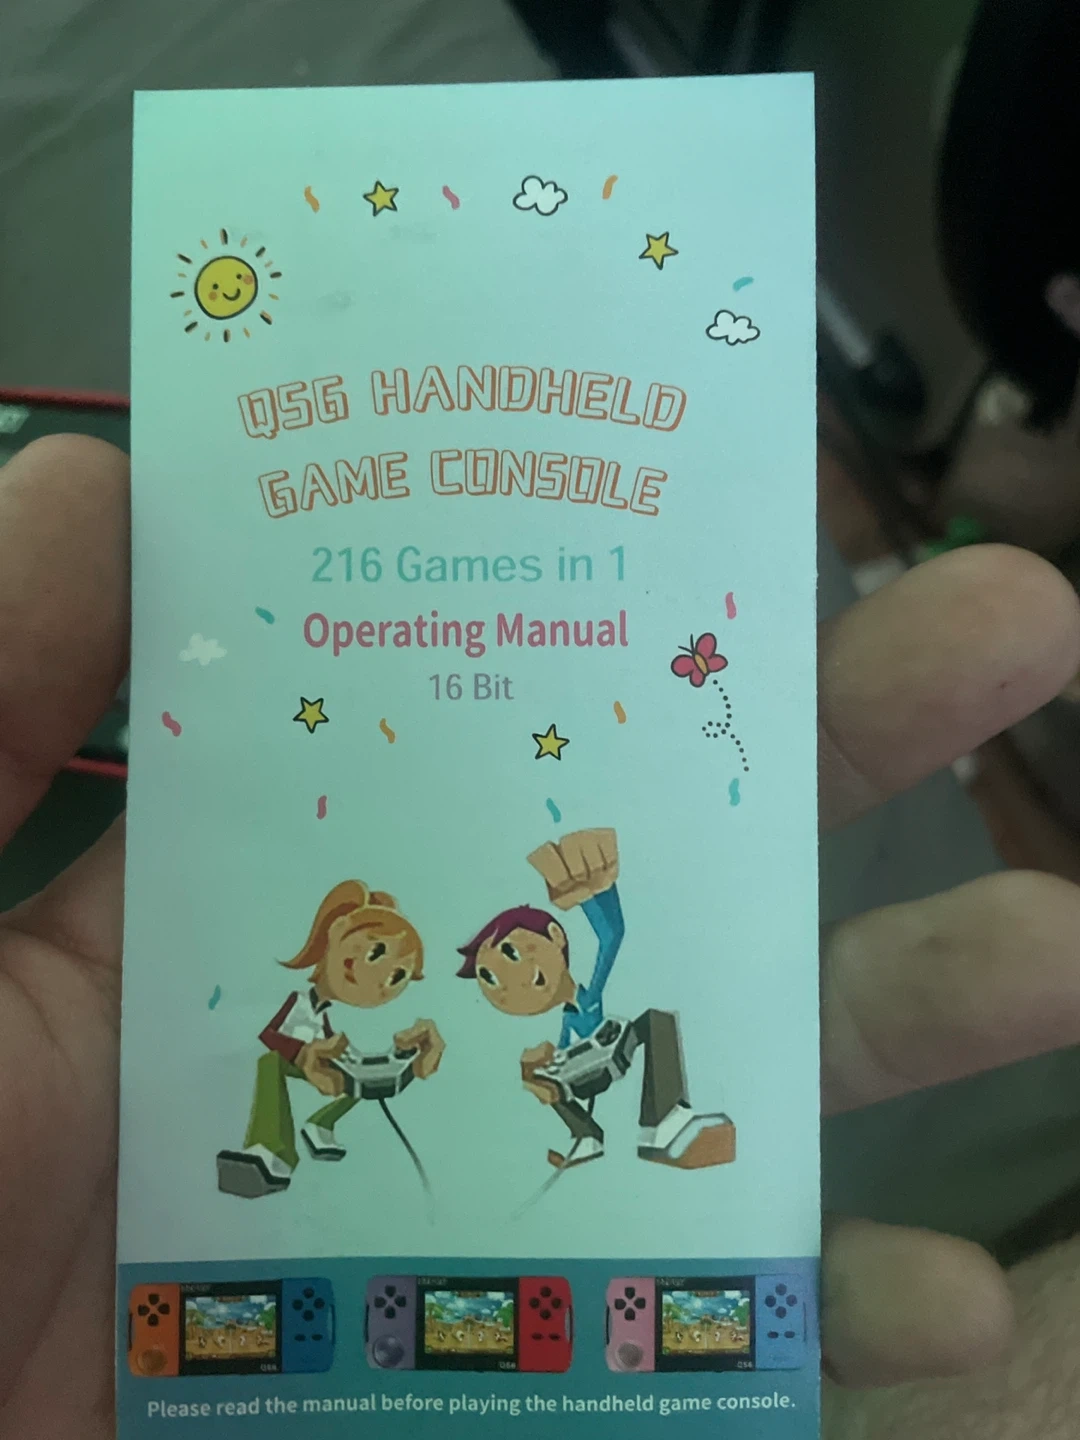 QSG HANDHELD
GAME CONSOLE
216 Games in 1
Operating Manual
16 Bit
Please read the manual before playing the handheld game console.